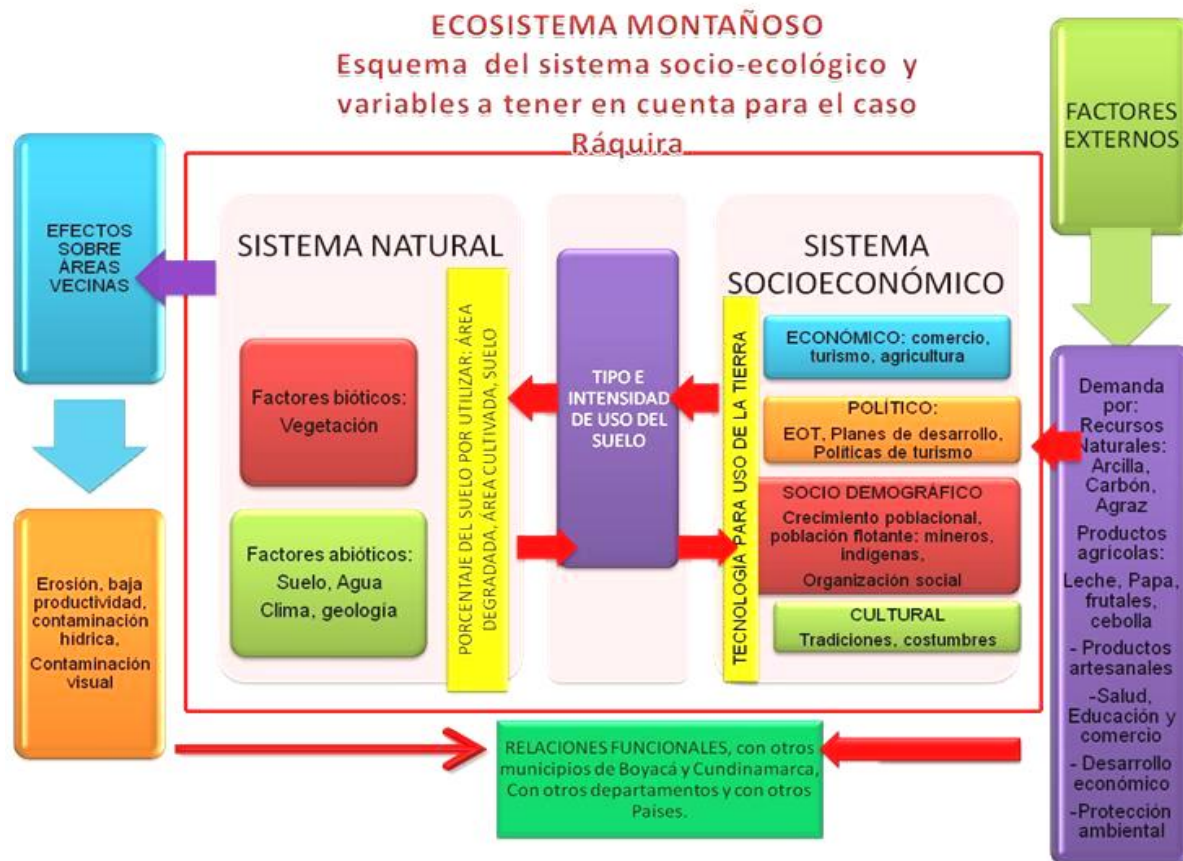 ECOSISTEMA MONTAÑOSO
Esquema del sistema socio-ecológico y
variables a tener en cuenta para el caso
Ráquira
EFECTOS
SOBRE
ÁREAS
VECINAS
Erosión, baja
productividad,
contaminación
hídrica,
Contaminación
visual
SISTEMA NATURAL
Factores bióticos:
Vegetación
Factores abióticos:
Suelo, Agua
Clima, geología
PORCENTAJE DEL SUELO POR UTILIZAR: ÁREA
DEGRADADA, ÁREA CULTIVADA, SUELO
TIPO E
INTENSIDAD
DE USO DEL
SUELO
SISTEMA
SOCIOECONÓMICO
TECNOLOGIA PARA USO DE LA TIERRA
ECONÓMICO: comercio,
turismo, agricultura
POLÍTICO:
EOT, Planes de desarrollo,
Políticas de turismo
SOCIO DEMOGRÁFICO
Crecimiento poblacional,
población flotante: mineros,
indígenas,
Organización social
CULTURAL
Tradiciones, costumbres
FACTORES
EXTERNOS
Demanda
por:
Recursos
Naturales:
Arcilla,
Carbón,
Agraz
Productos
agrícolas:
Leche, Papa,
frutales,
cebolla
- Productos
artesanales
-Salud,
Educación y
comercio
- Desarrollo
económico
-Protección
ambiental
RELACIONES FUNCIONALES, con otros
municipios de Boyacá y Cundinamarca,
Con otros departamentos y con otros
Paises.